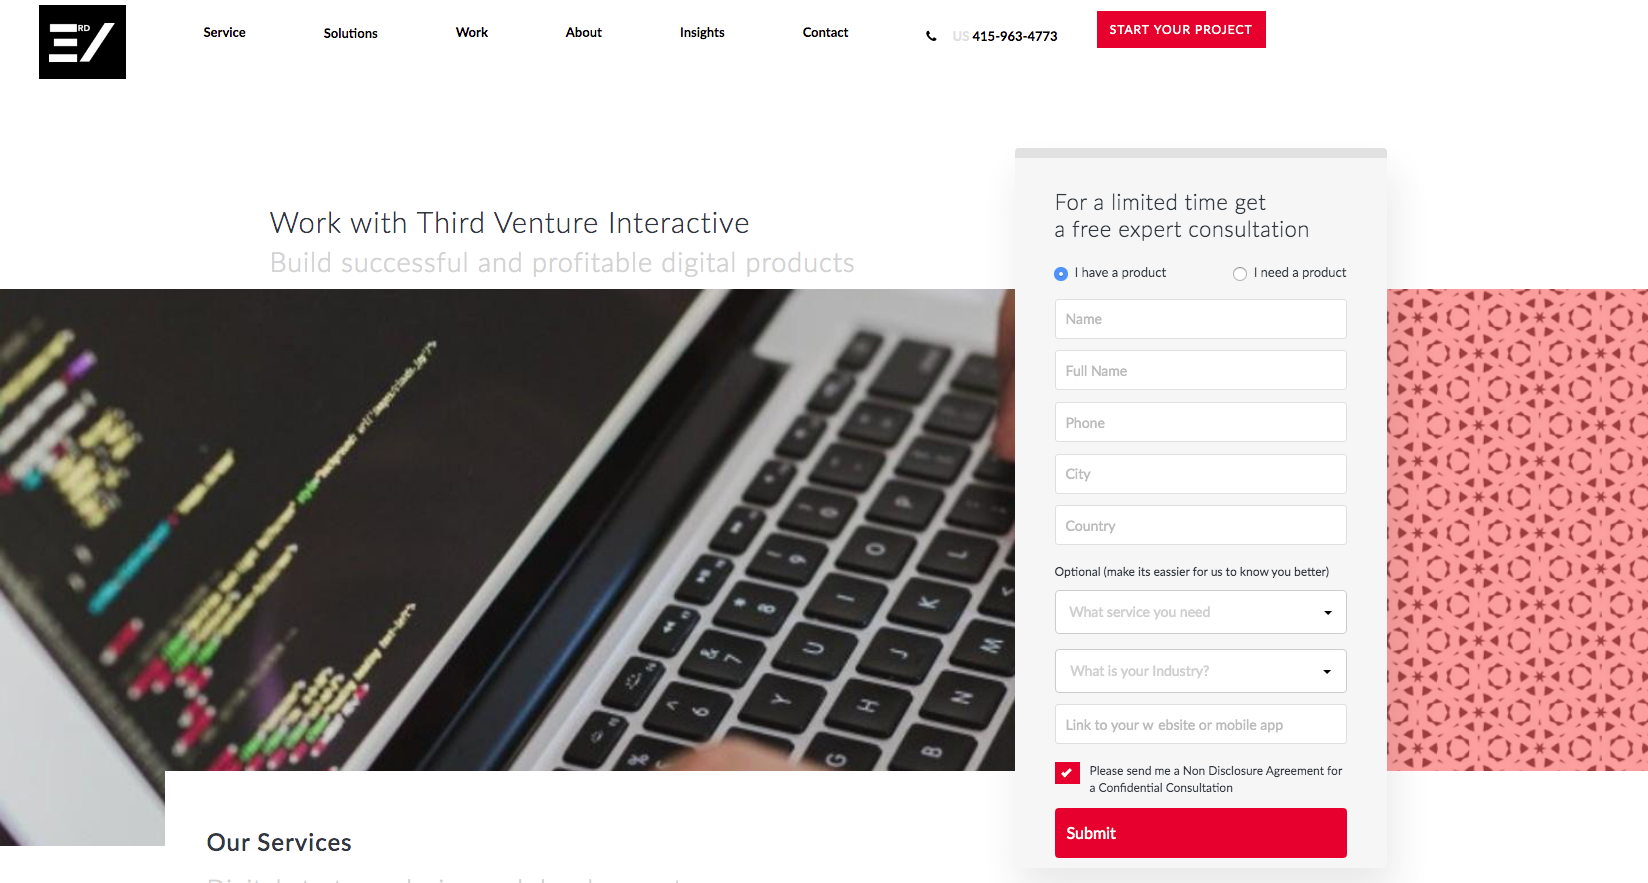 RD
Service
Solutions
Work
About
Insights
Contact
US 415-963-4773
START YOUR PROJECT
Work with Third Venture Interactive
Build successful and profitable digital products
For a limited time get
a free expert consultation
I have a product
I need a product
Name
Full Name
Phone
City
Country
Optional (make its eassier for us to know you better)
What service you need
What is your Industry?
Link to your w ebsite or mobile app
Please send me a Non Disclosure Agreement for
a Confidential Consultation
Submit
Our Services